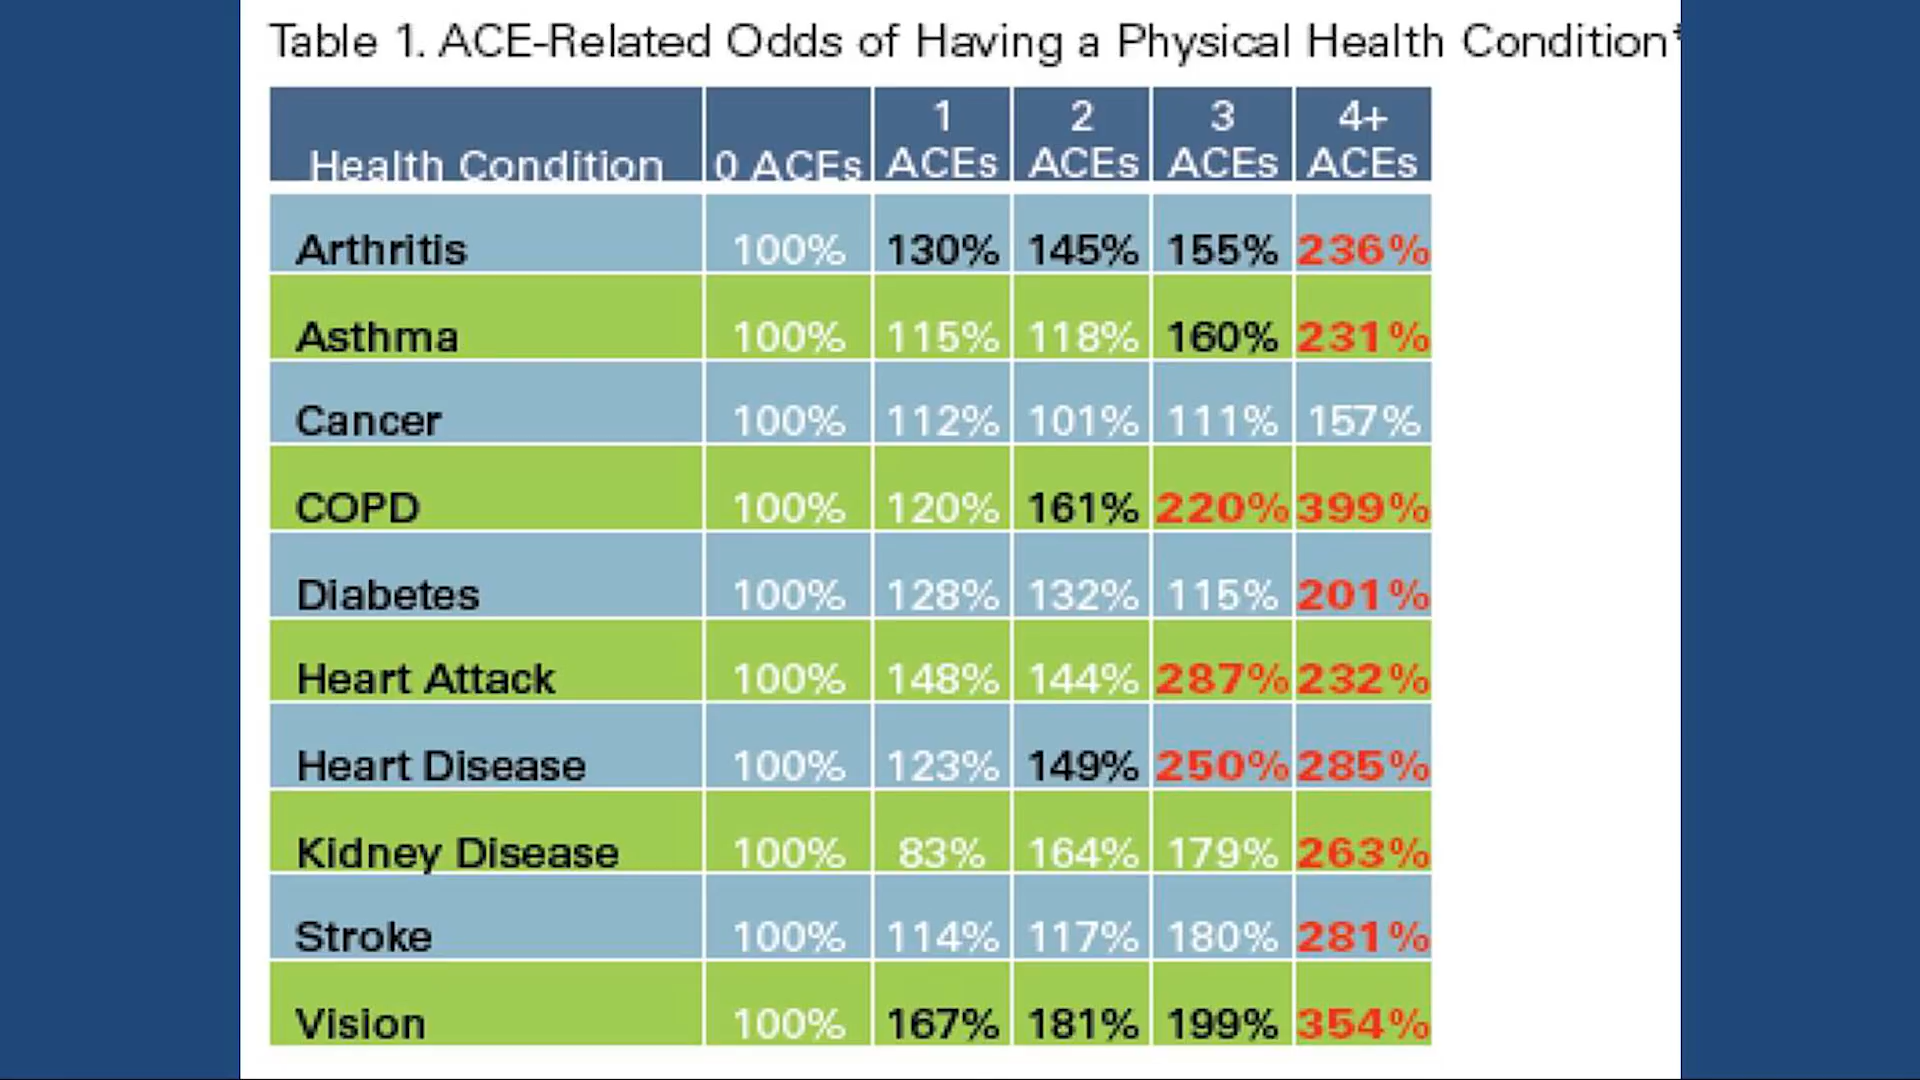 Table 1. ACE-Related Odds of Having a Physical Health Condition
Health Condition 0 ACEs 1 ACEs 2 ACEs 3 ACEs 4+ ACEs
Arthritis 100% 130% 145% 155% 236%
Asthma 100% 115% 118% 160% 231%
Cancer 100% 112% 101% 111% 157%
COPD 100% 120% 161% 220% 399%
Diabetes 100% 128% 132% 115% 201%
Heart Attack 100% 148% 144% 287% 232%
Heart Disease 100% 123% 149% 250% 285%
Kidney Disease 100% 83% 164% 179% 263%
Stroke 100% 114% 117% 180% 281%
Vision 100% 167% 181% 199% 354%